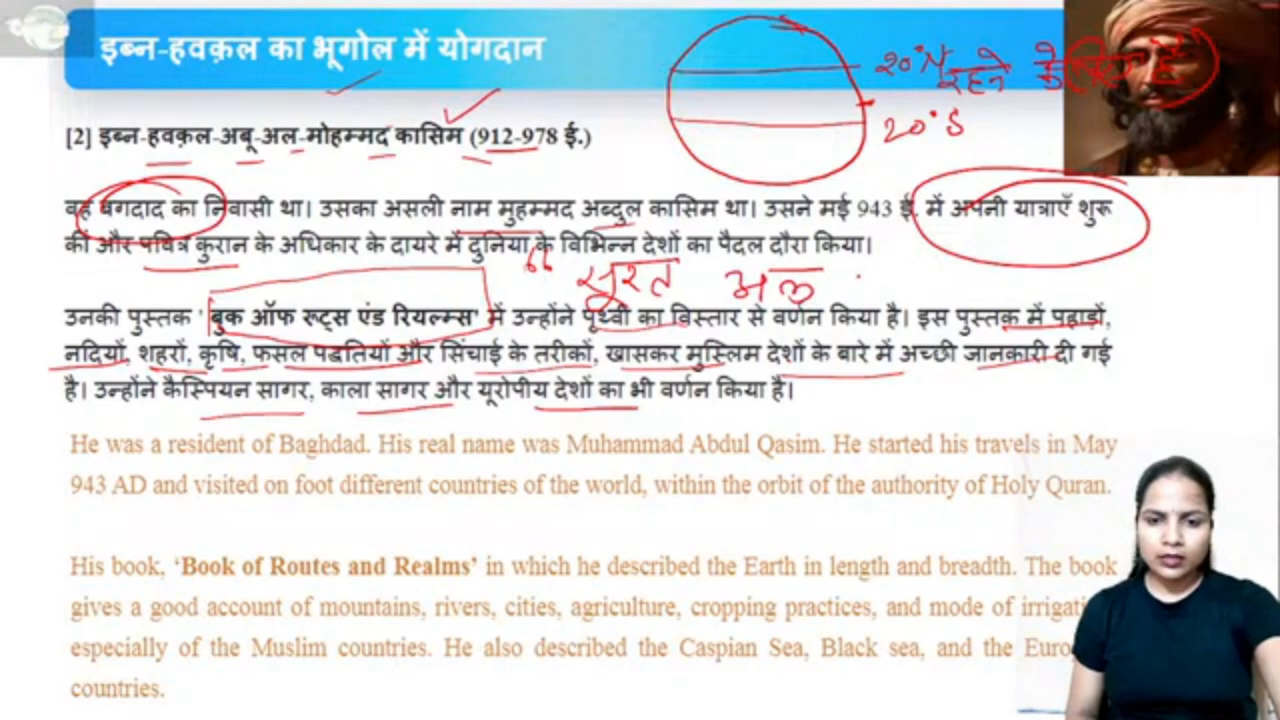 इब्न-हवक़ल का भूगोल में योगदान
20°N रहने के लिए
20°S
[2] इब्न-हवक़ल-अबू-अल-मोहम्मद कासिम (912-978 ई.)
वह बगदाद का निवासी था। उसका असली नाम मुहम्मद अब्दुल कासिम था। उसने मई 943 ई. में अपनी यात्राएँ शुरू
कीं और पवित्र कुरान के अधिकार के दायरे में दुनिया के विभिन्न देशों का पैदल दौरा किया।
“ सूरत अल
उनकी पुस्तक 'बुक ऑफ रूट्स एंड रियल्म्स' में उन्होंने पृथ्वी का विस्तार से वर्णन किया है। इस पुस्तक में पहाड़ों,
नदियों, शहरों, कृषि, फसल पद्धतियों और सिंचाई के तरीकों, खासकर मुस्लिम देशों के बारे में अच्छी जानकारी दी गई
है। उन्होंने कैस्पियन सागर, काला सागर और यूरोपीय देशों का भी वर्णन किया है।
He was a resident of Baghdad. His real name was Muhammad Abdul Qasim. He started his travels in May
943 AD and visited on foot different countries of the world, within the orbit of the authority of Holy Quran.
His book, ‘Book of Routes and Realms’ in which he described the Earth in length and breadth. The book
gives a good account of mountains, rivers, cities, agriculture, cropping practices, and mode of
especially of the Muslim countries. He also described the Caspian Sea, Black sea, and the
countries.